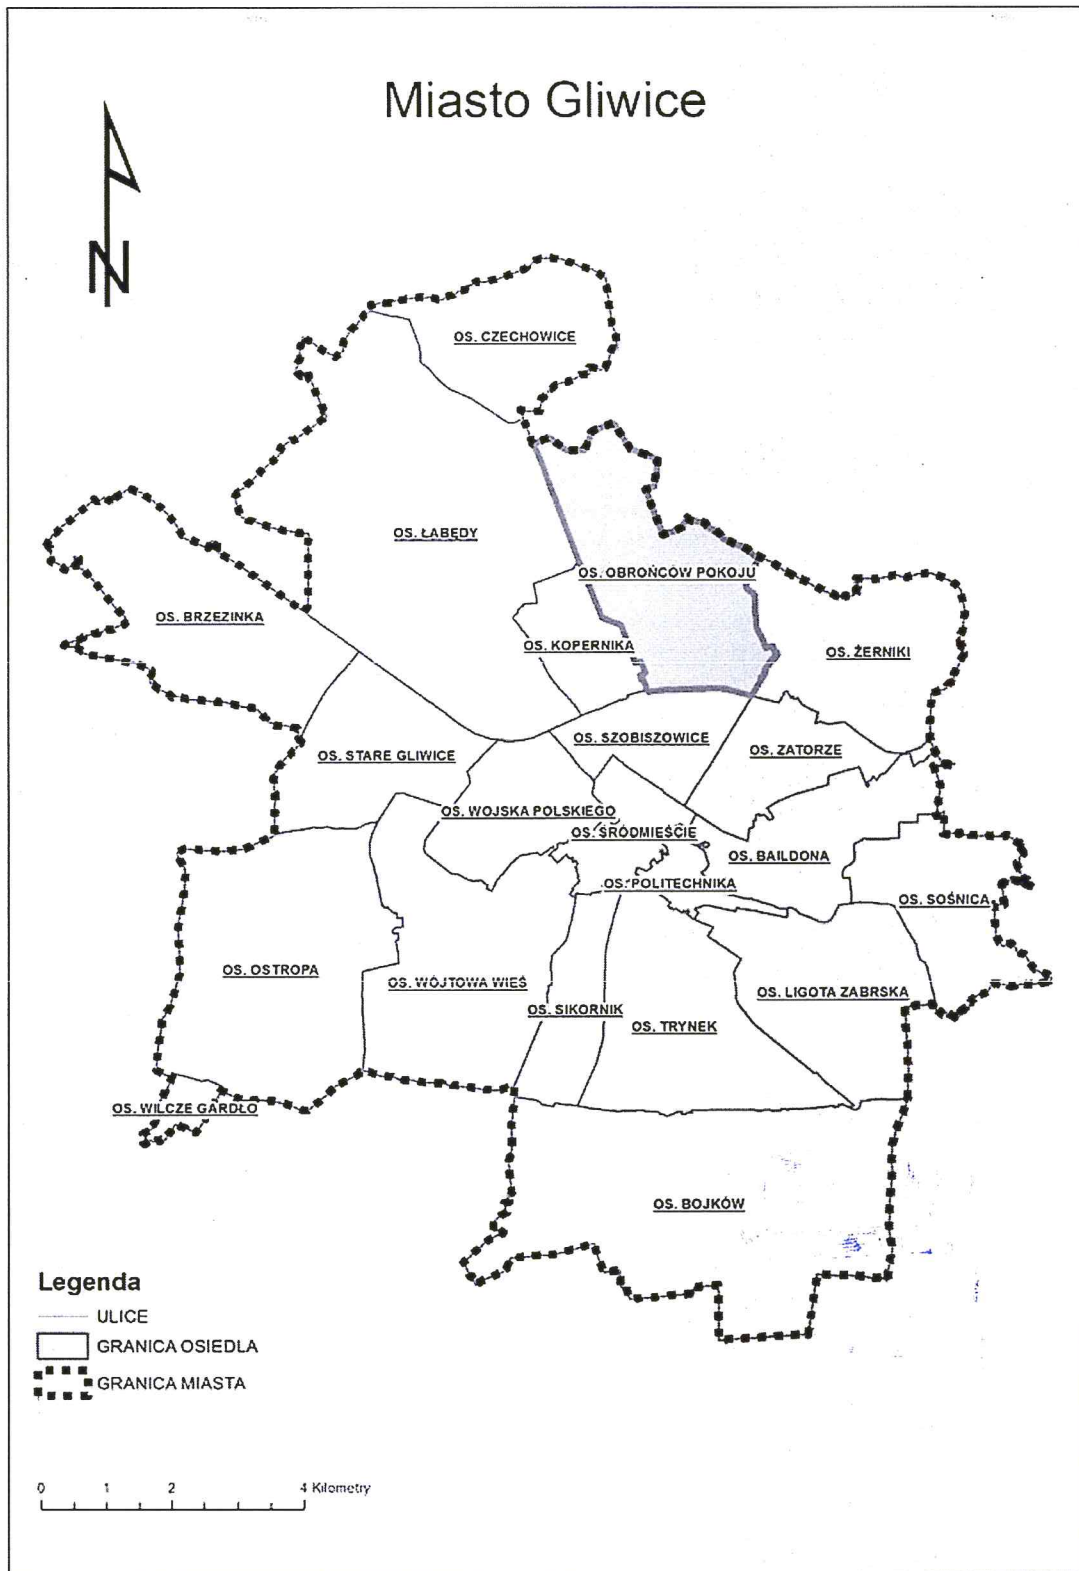 Miasto Gliwice
N
OS. CZECHOWICE
OS. ŁABĘDY
OS. OBROŃCÓW POKOJU
OS. BRZEZINKA
OS. KOPERNIKA
OS. ŻERNIKI
OS. SZOBISZOWICE
OS. STARE GLIWICE
OS. ZATORZE
OS. WOJSKA POLSKIEGO
OS. ŚRÓDMIEŚCIE
OS. BAILDONA
OS. POLITECHNIKA
OS. SOŚNICA
OS. OSTROPA
OS. WÓJTOWA WIEŚ
OS. LIGOTA ZABRSKA
OS. SIKORNIK
OS. TRYNEK
OS. WILCZE GARDŁO
OS. BOJKÓW
Legenda
ULICE
GRANICA OSIEDLA
GRANICA MIASTA
0 1 2 4 Kilometry